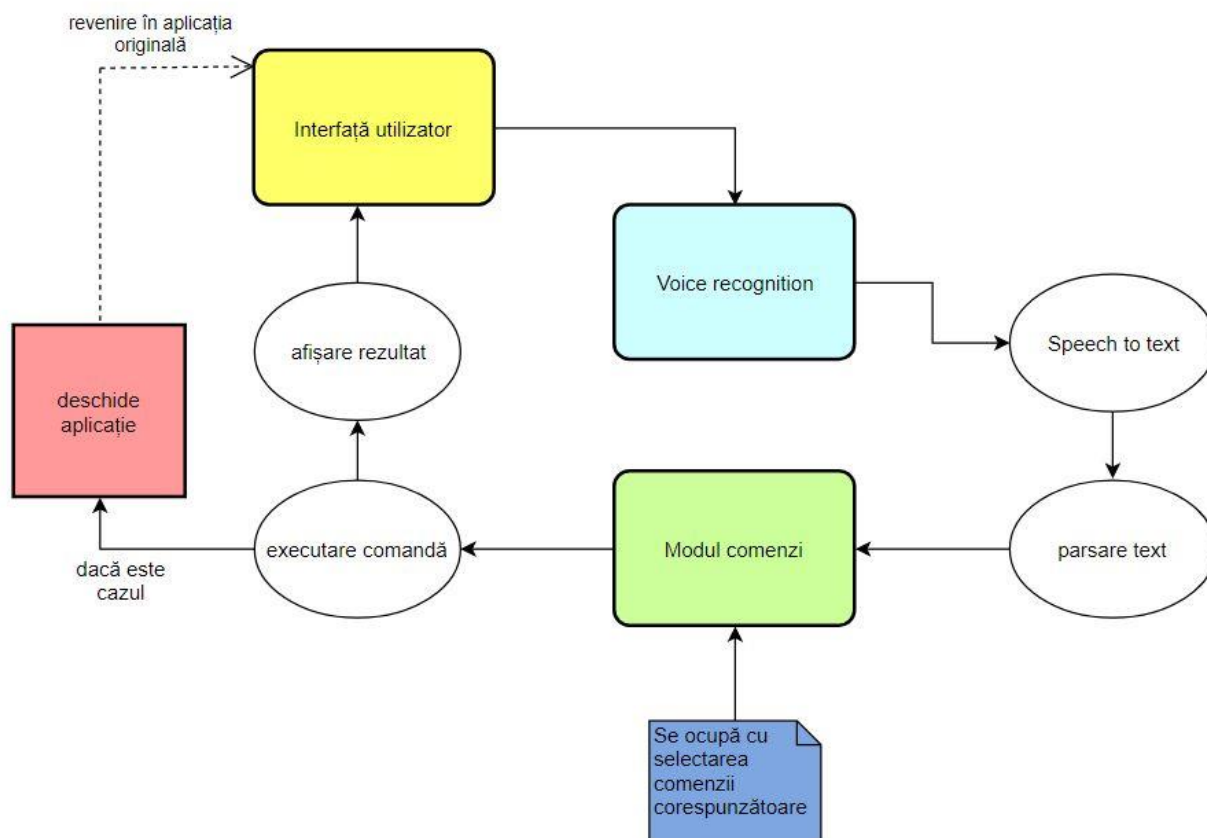 revenire în aplicația
originală
Interfață utilizator
Voice recognition
Speech to text
afișare rezultat
deschide
aplicație
executare comandă
Modul comenzi
parsare text
dacă este
cazul
Se ocupă cu
selectarea
comenzii
corespunzătoare